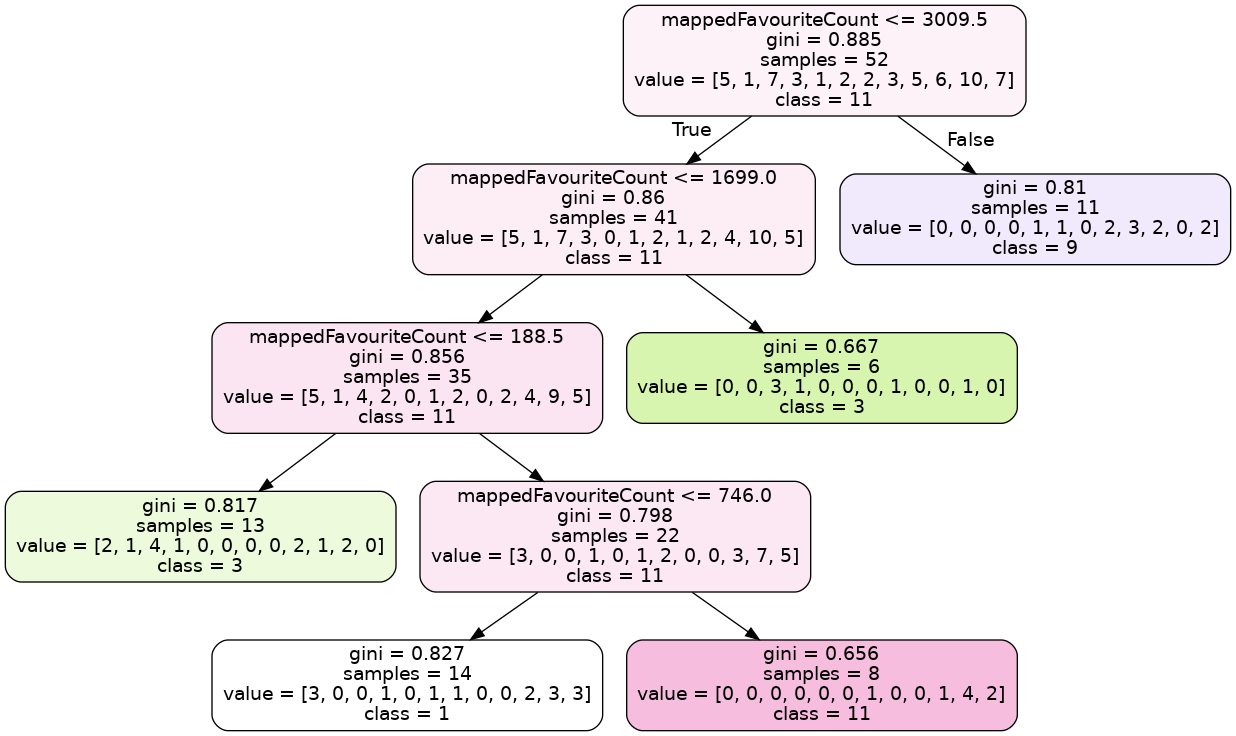 mappedFavouriteCount <= 3009.5
gini = 0.885
samples = 52
value = [5, 1, 7, 3, 1, 2, 2, 3, 5, 6, 10, 7]
class = 11
True
False
mappedFavouriteCount <= 1699.0
gini = 0.86
samples = 41
value = [5, 1, 7, 3, 0, 1, 2, 1, 2, 4, 10, 5]
class = 11
gini = 0.81
samples = 11
value = [0, 0, 0, 0, 1, 1, 0, 2, 3, 2, 0, 2]
class = 9
mappedFavouriteCount <= 188.5
gini = 0.856
samples = 35
value = [5, 1, 4, 2, 0, 1, 2, 0, 2, 4, 9, 5]
class = 11
gini = 0.667
samples = 6
value = [0, 0, 3, 1, 0, 0, 0, 1, 0, 0, 1, 0]
class = 3
gini = 0.817
samples = 13
value = [2, 1, 4, 1, 0, 0, 0, 0, 2, 1, 2, 0]
class = 3
mappedFavouriteCount <= 746.0
gini = 0.798
samples = 22
value = [3, 0, 0, 1, 0, 1, 2, 0, 0, 3, 7, 5]
class = 11
gini = 0.827
samples = 14
value = [3, 0, 0, 1, 0, 1, 1, 0, 0, 2, 3, 3]
class = 1
gini = 0.656
samples = 8
value = [0, 0, 0, 0, 0, 0, 1, 0, 0, 1, 4, 2]
class = 11